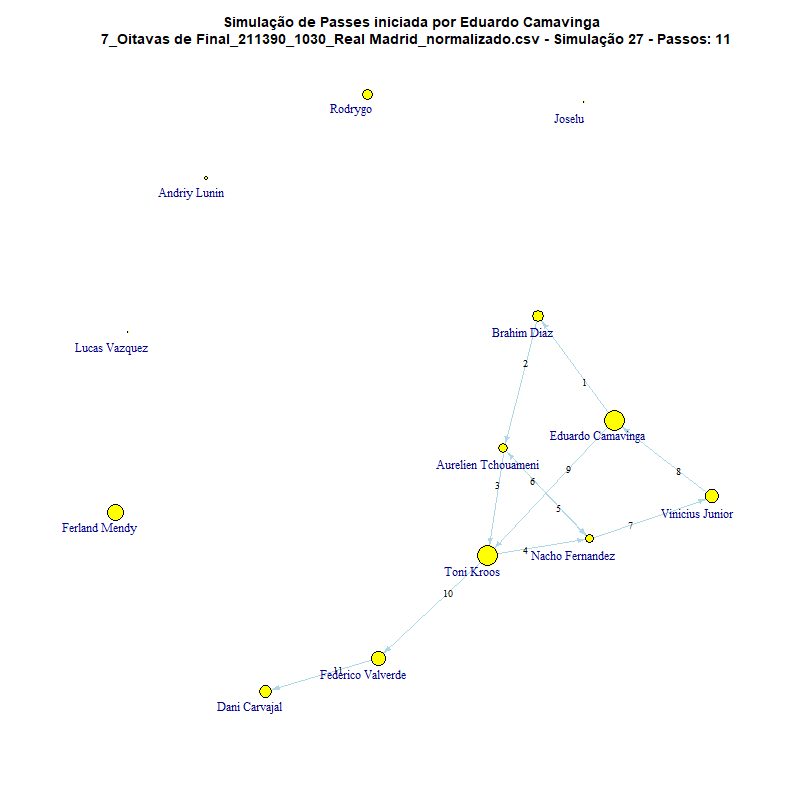 Simulação de Passes iniciada por Eduardo Camavinga
7_Oitavas de Final_211390_1030_Real Madrid_normalizado.csv - Simulação 27 - Passos: 11
Rodrygo
Joselu
Andriy Lunin
Brahim Diaz
Lucas Vazquez
2
1
Eduardo Camavinga
Aurelien Tchouameni
9
8
3
6
5
Vinicius Junior
Ferland Mendy
7
4
Nacho Fernandez
Toni Kroos
10
11
Federico Valverde
Dani Carvajal